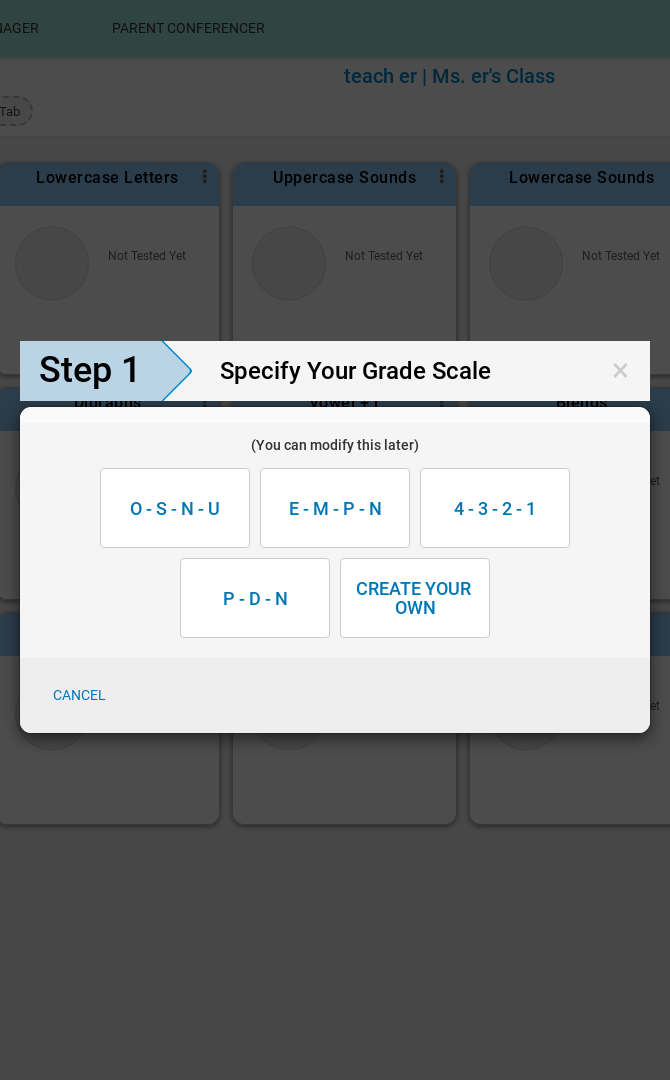 PARENT CONFERENCER
teach er | Ms. er's Class
Tab
Lowercase Letters
Uppercase Sounds
Lowercase Sounds
Not Tested Yet
Not Tested Yet
Not Tested Yet
Step 1
Specify Your Grade Scale
×
Digraphs
Blends
(You can modify this later)
O - S - N - U
E - M - P - N
4 - 3 - 2 - 1
P - D - N
CREATE YOUR
OWN
CANCEL